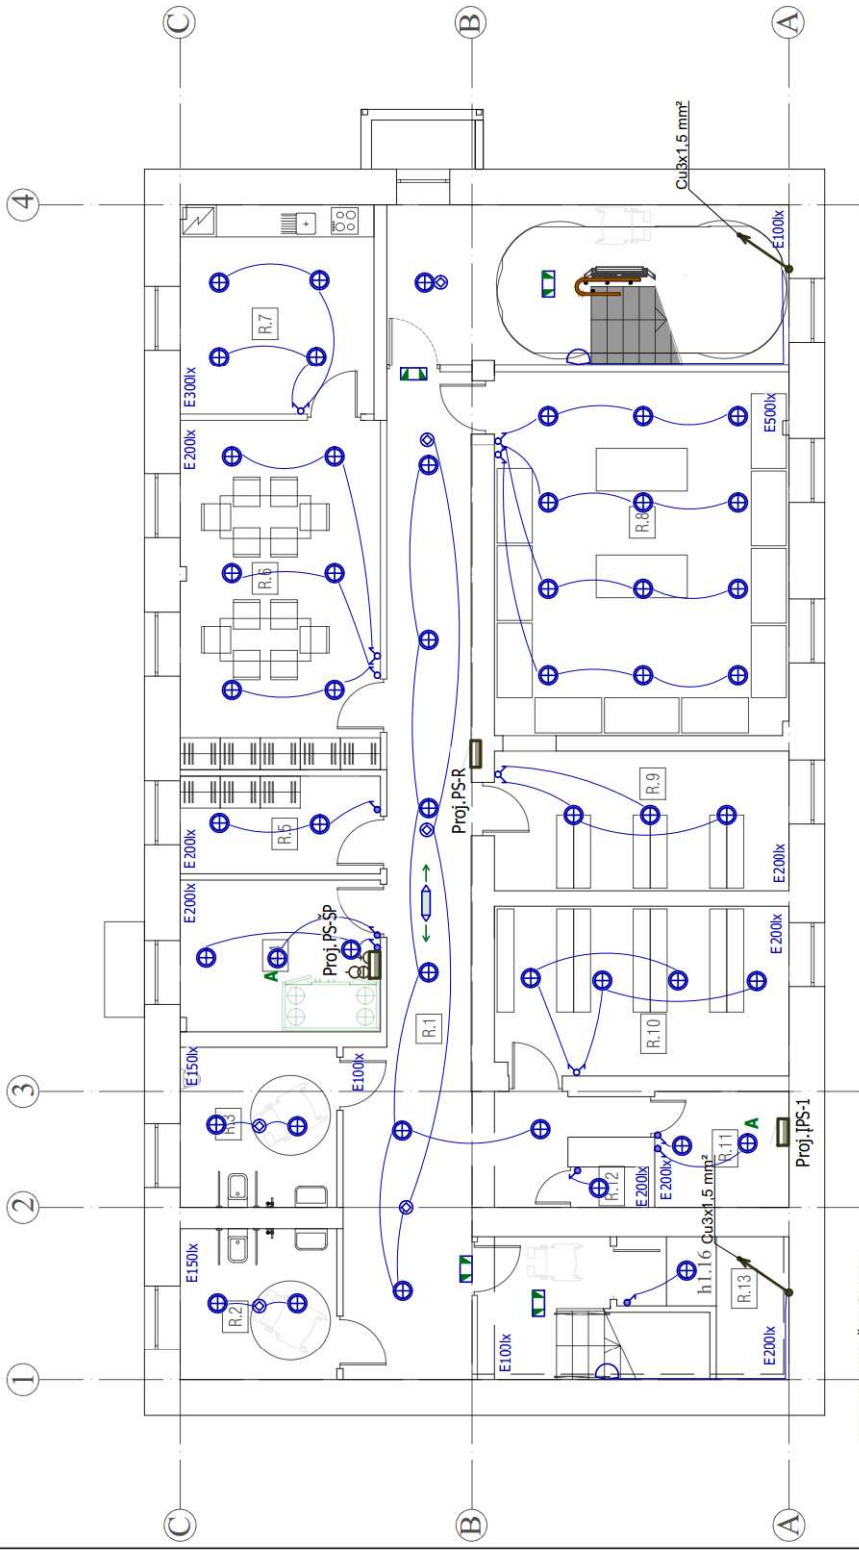 C
B
A
4
Cu3x1,5 mm²
E100lx
R.7
E300lx
E200lx
E500lx
R.6
R.8
R.5
E200lx
Proj.PS-R
R.9
E200lx
E200lx
Proj.PS-ŠP
A
R.1
E200lx
R.10
E150lx
E100lx
3
R.3
A
R.11
Proj.IPS-1
R.12
E200lx
E200lx
2
Cu3x1,5 mm²
E150lx
R.2
h1.16
R.13
E100lx
E200lx
1
C
B
A